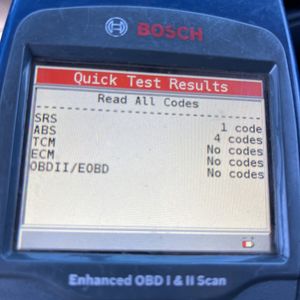 BOSCH
Quick Test Results
Read All Codes
SRS 1 code
ABS 4 codes
TCM No codes
ECM No codes
OBDII/EOBD No codes
Enhanced OBD I & II Scan